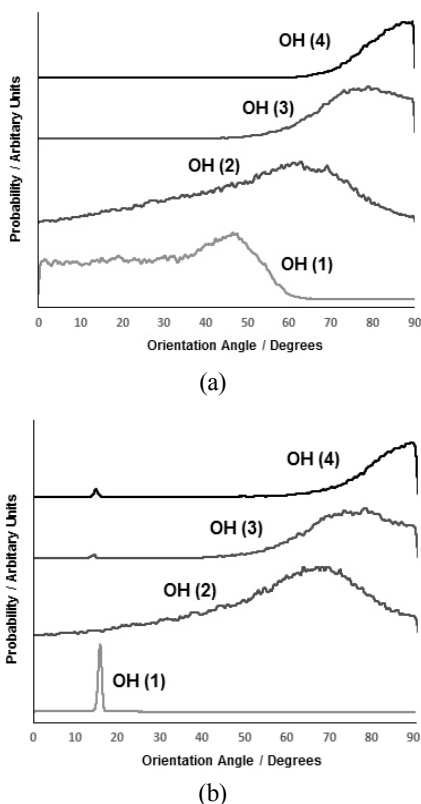 OH (4)
OH (3)
OH (2)
OH (1)
Probability / Arbitary Units
0 10 20 30 40 50 60 70 80 90
Orientation Angle / Degrees
(a)
OH (4)
OH (3)
OH (2)
OH (1)
Probability / Arbitary Units
0 10 20 30 40 50 60 70 80 90
Orientation Angle / Degrees
(b)